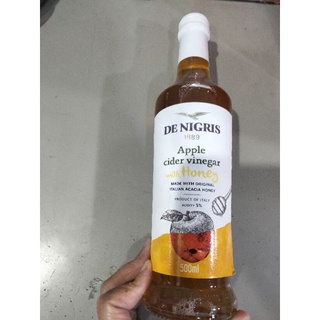 DE NIGRIS
1989
Apple
cider vinegar
with Honey
MADE WITH ORIGINAL
ITALIAN ACACIA HONEY
PRODUCT OF ITALY
ACIDITY 5%
500ml